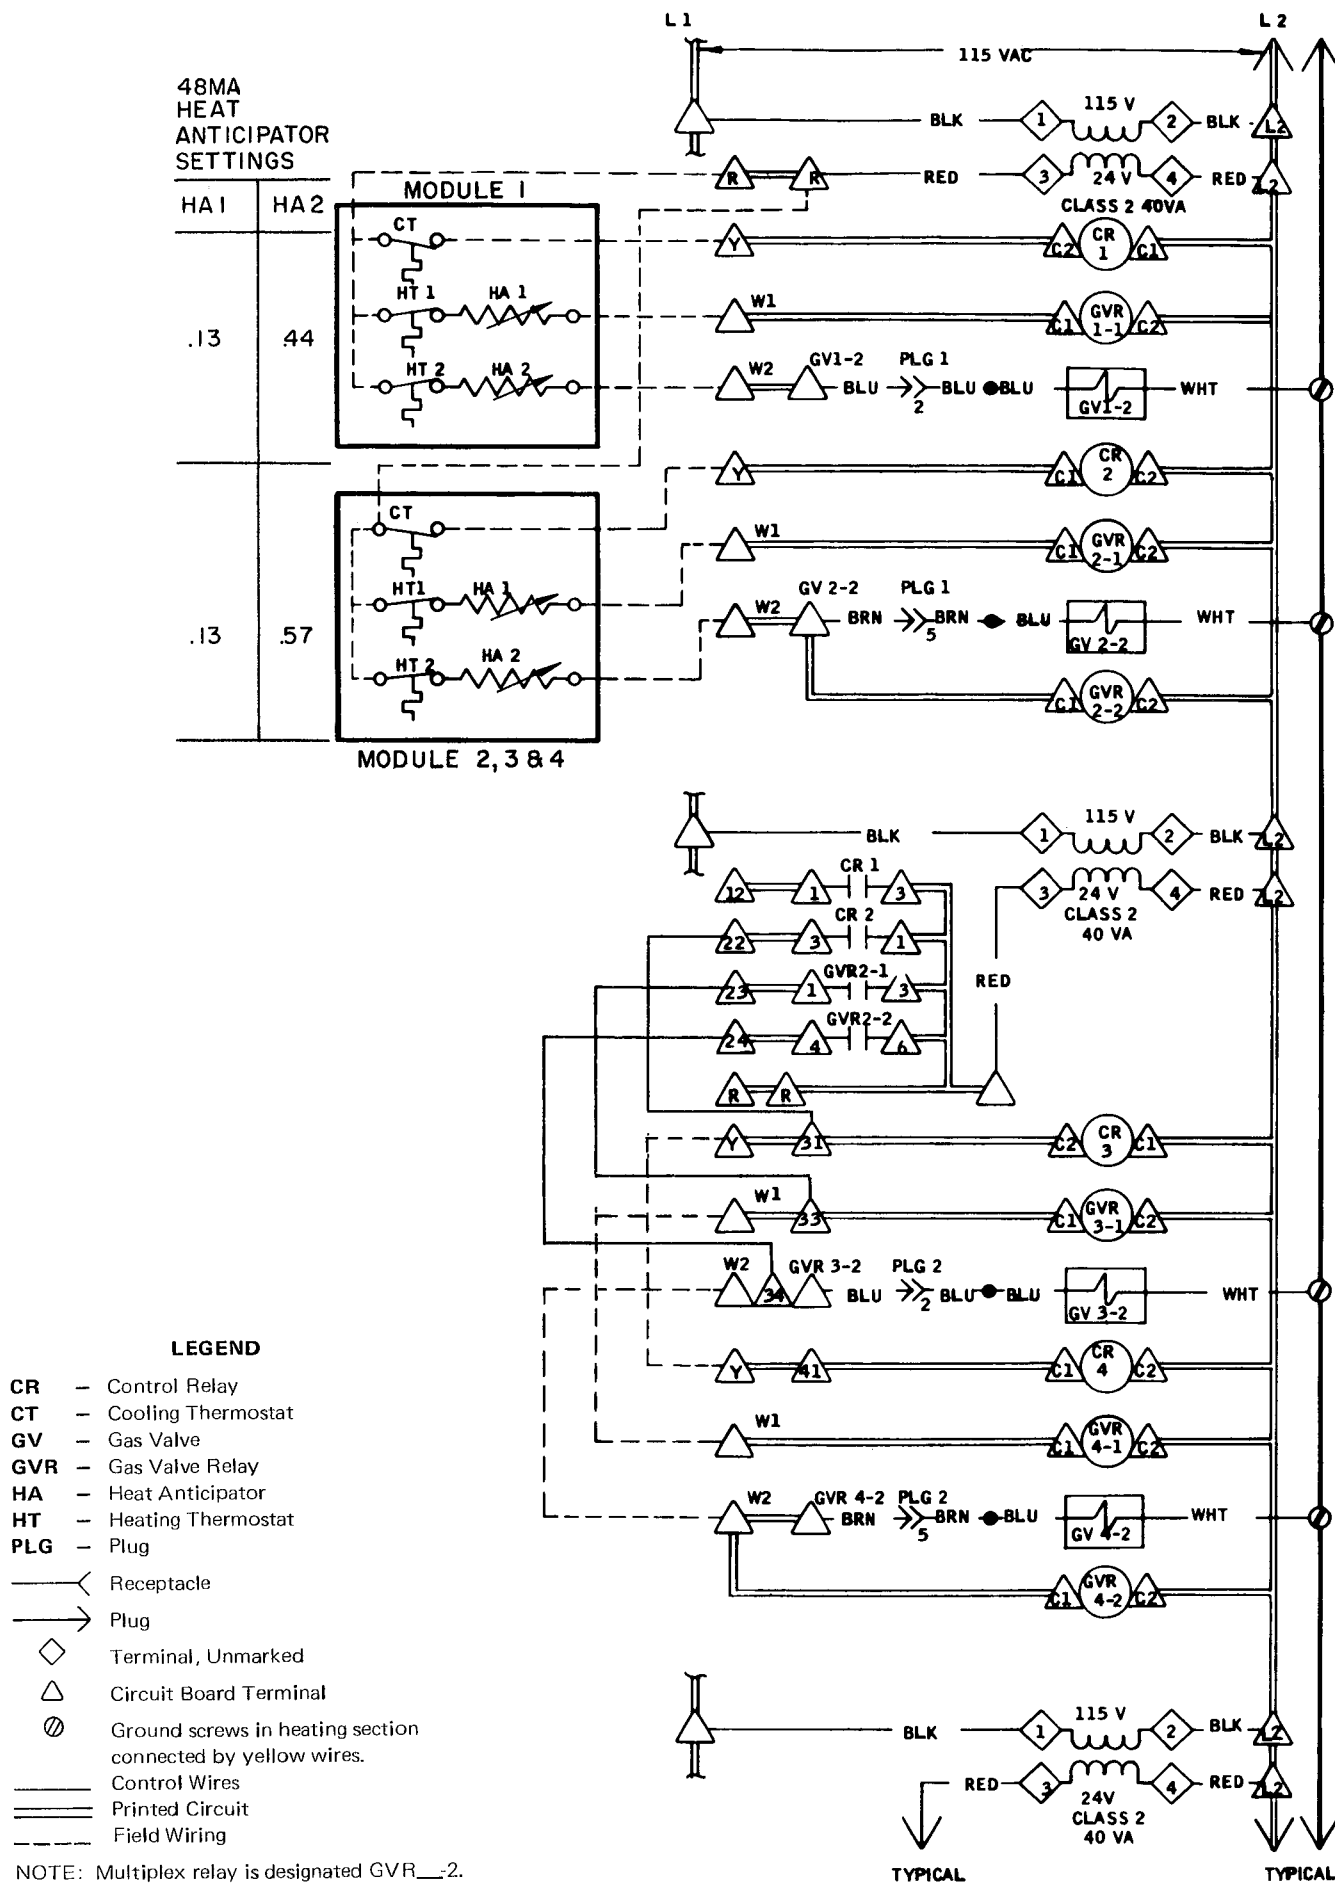 L1 L2
115 VAC
48MA
HEAT
ANTICIPATOR
SETTINGS
HA1 HA2
.13 .44
.13 .57
115 V
BLK 1 2 BLK L2
R R RED 3 24 V 4 RED L2
CLASS 2 40VA
MODULE 1
CT
HT 1 HA 1
HT 2 HA 2
Y C2 CR 1 C1
W1 C1 GVR 1-1 C2
W2 GV1-2 BLU PLG 1 2 BLU BLU GV1-2 WHT
Y C1 CR 2 C2
CT
HT1 HA 1
HT 2 HA 2
MODULE 2, 3 & 4
W1 C1 GVR 2-1 C2
W2 GV 2-2 BRN PLG 1 5 BRN BLU GV 2-2 WHT
C1 GVR 2-2 C2
115 V
BLK 1 2 BLK L2
3 24 V 4 RED L2
CLASS 2
40 VA
12 1 CR 1 3
22 3 CR 2 1
23 1 GVR2-1 3
RED
24 4 GVR2-2 6
R R
Y 31 C2 CR 3 C1
W1 33 C1 GVR 3-1 C2
W2 34 GVR 3-2 BLU PLG 2 2 BLU BLU GV 3-2 WHT
Y 41 C1 CR 4 C2
W1 C1 GVR 4-1 C2
W2 GVR 4-2 BRN PLG 2 5 BRN BLU GV 4-2 WHT
C1 GVR 4-2 C2
115 V
BLK 1 2 BLK L2
RED 3 24V 4 RED L2
CLASS 2
40 VA
TYPICAL TYPICAL
LEGEND
CR – Control Relay
CT – Cooling Thermostat
GV – Gas Valve
GVR – Gas Valve Relay
HA – Heat Anticipator
HT – Heating Thermostat
PLG – Plug
Receptacle
Plug
Terminal, Unmarked
Circuit Board Terminal
Ground screws in heating section
connected by yellow wires.
Control Wires
Printed Circuit
Field Wiring
NOTE: Multiplex relay is designated GVR__-2.